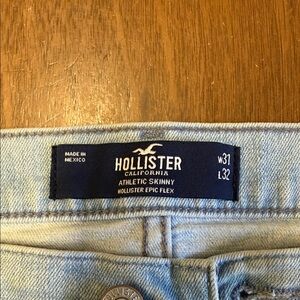 MADE IN
MEXICO
HOLLISTER
CALIFORNIA
ATHLETIC SKINNY
HOLLISTER EPIC FLEX
W31
L32